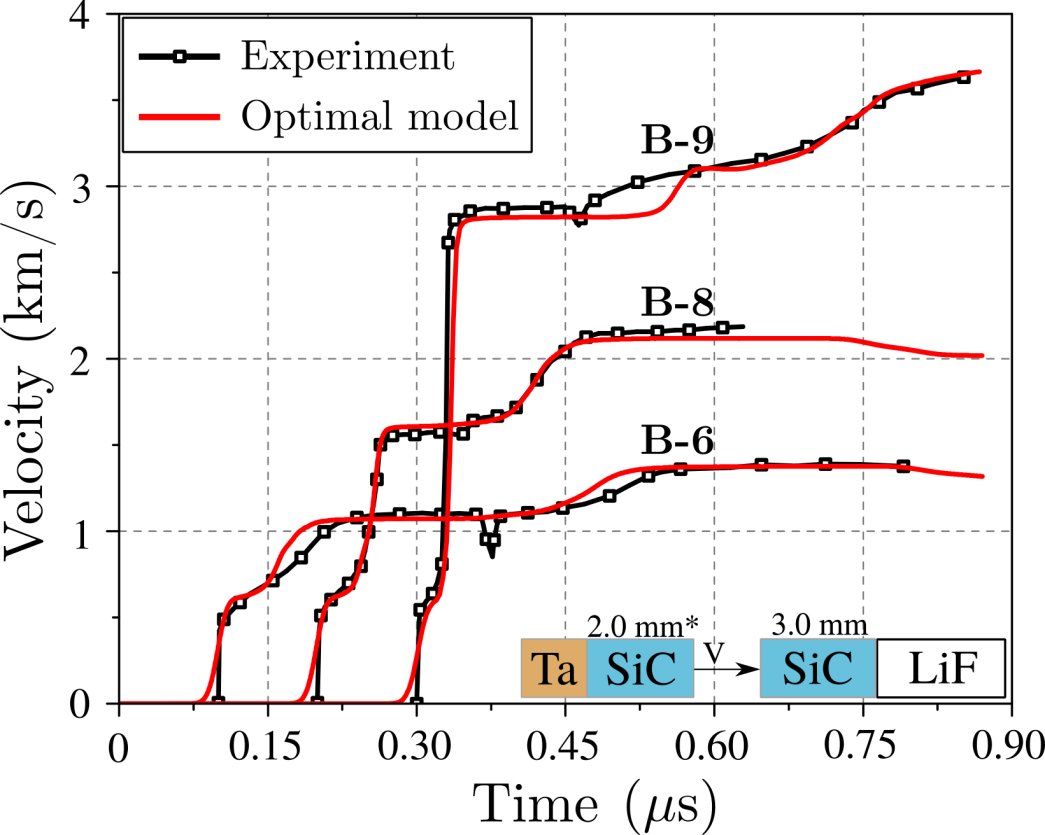 4
Experiment
Optimal model
B-9
3
B-8
2
B-6
1
2.0 mm* V 3.0 mm
Ta SiC SiC LiF
0
0 0.15 0.30 0.45 0.60 0.75 0.90
Time (μs)
Velocity (km/s)